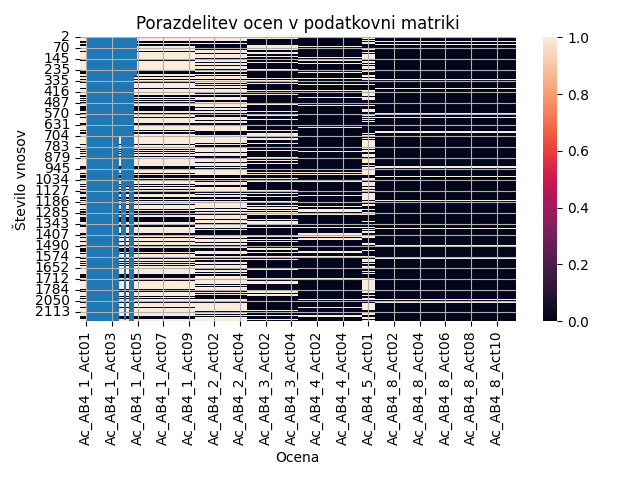 Porazdelitev ocen v podatkovni matriki
Število vnosov
2
70
145
235
335
416
487
570
631
704
783
879
945
1034
1127
1186
1285
1343
1407
1490
1574
1652
1712
1784
2050
2113
1.0
0.8
0.6
0.4
0.2
0.0
Ac_AB4_1_Act01
Ac_AB4_1_Act03
Ac_AB4_1_Act05
Ac_AB4_1_Act07
Ac_AB4_1_Act09
Ac_AB4_2_Act02
Ac_AB4_2_Act04
Ac_AB4_3_Act02
Ac_AB4_3_Act04
Ac_AB4_4_Act02
Ac_AB4_4_Act04
Ac_AB4_5_Act01
Ac_AB4_8_Act02
Ac_AB4_8_Act04
Ac_AB4_8_Act06
Ac_AB4_8_Act08
Ac_AB4_8_Act10
Ocena